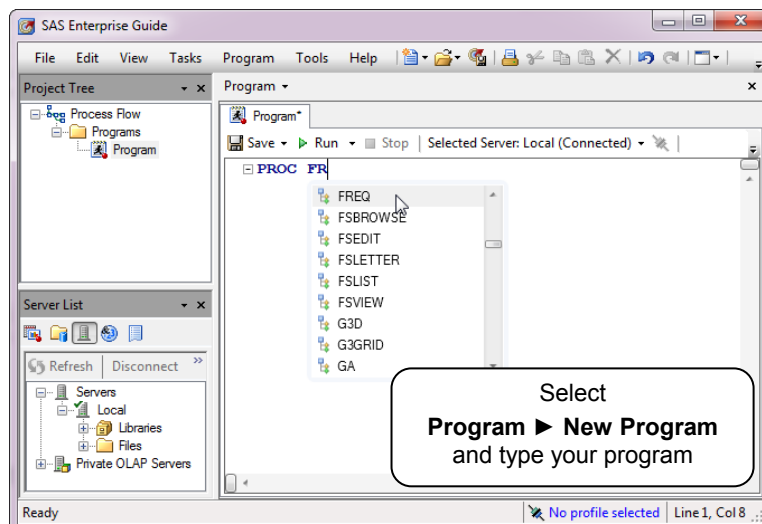 SAS Enterprise Guide
File Edit View Tasks Program Tools Help
Project Tree
Process Flow
Programs
Program
Program
Program*
Save Run Stop Selected Server: Local (Connected)
PROC FR
FREQ
FSBROWSE
FSEDIT
FSLETTER
FSLIST
FSVIEW
G3D
G3GRID
GA
Server List
Refresh Disconnect »
Servers
Local
Libraries
Files
Private OLAP Servers
Select
Program ► New Program
and type your program
Ready
No profile selected Line 1, Col 8